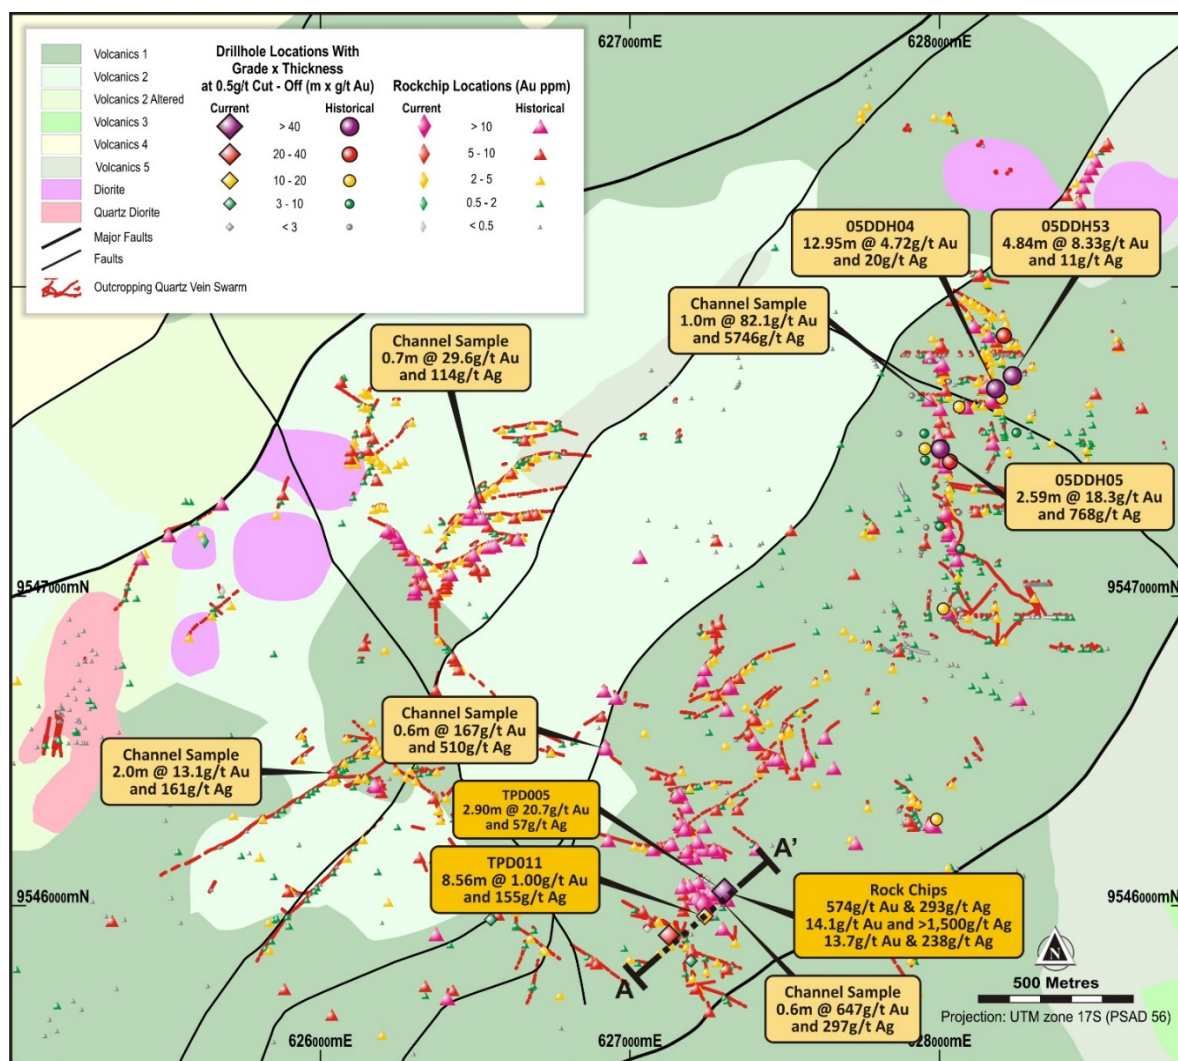 627000mE
628000mE
Volcanics 1
Volcanics 2
Volcanics 2 Altered
Volcanics 3
Volcanics 4
Volcanics 5
Diorite
Quartz Diorite
Major Faults
Faults
Outcropping Quartz Vein Swarm
Drillhole Locations With
Grade x Thickness
at 0.5g/t Cut - Off (m x g/t Au)
Current
Historical
> 40
20 - 40
10 - 20
3 - 10
< 3
Rockchip Locations (Au ppm)
Current
Historical
> 10
5 - 10
2 - 5
0.5 - 2
< 0.5
05DDH04
12.95m @ 4.72g/t Au
and 20g/t Ag
05DDH53
4.84m @ 8.33g/t Au
and 11g/t Ag
Channel Sample
1.0m @ 82.1g/t Au
and 5746g/t Ag
Channel Sample
0.7m @ 29.6g/t Au
and 114g/t Ag
05DDH05
2.59m @ 18.3g/t Au
and 768g/t Ag
9547000mN
9547000mN
Channel Sample
0.6m @ 167g/t Au
and 510g/t Ag
Channel Sample
2.0m @ 13.1g/t Au
and 161g/t Ag
TPD005
2.90m @ 20.7g/t Au
and 57g/t Ag
TPD011
8.56m @ 1.00g/t Au
and 155g/t Ag
A'
Rock Chips
574g/t Au & 293g/t Ag
14.1g/t Au and >1,500g/t Ag
13.7g/t Au & 238g/t Ag
9546000mN
9546000mN
A
N
500 Metres
Projection: UTM zone 17S (PSAD 56)
Channel Sample
0.6m @ 647g/t Au
and 297g/t Ag
626000mE
627000mE
628000mE